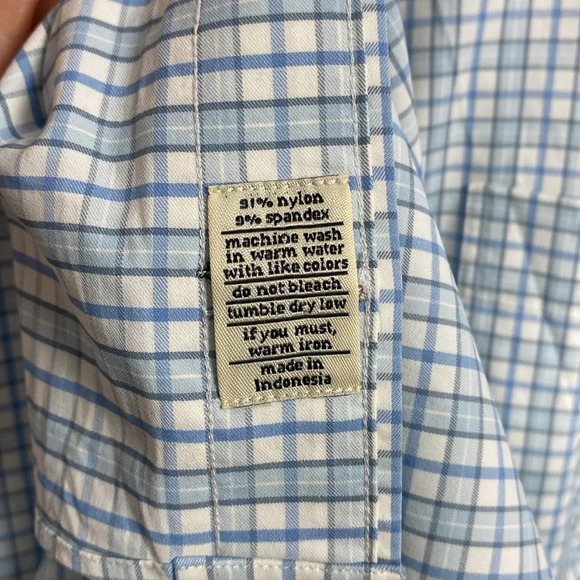 91% nylon
9% spandex
machine wash
in warm water
with like colors
do not bleach
tumble dry low
if you must,
warm iron
made in
Indonesia